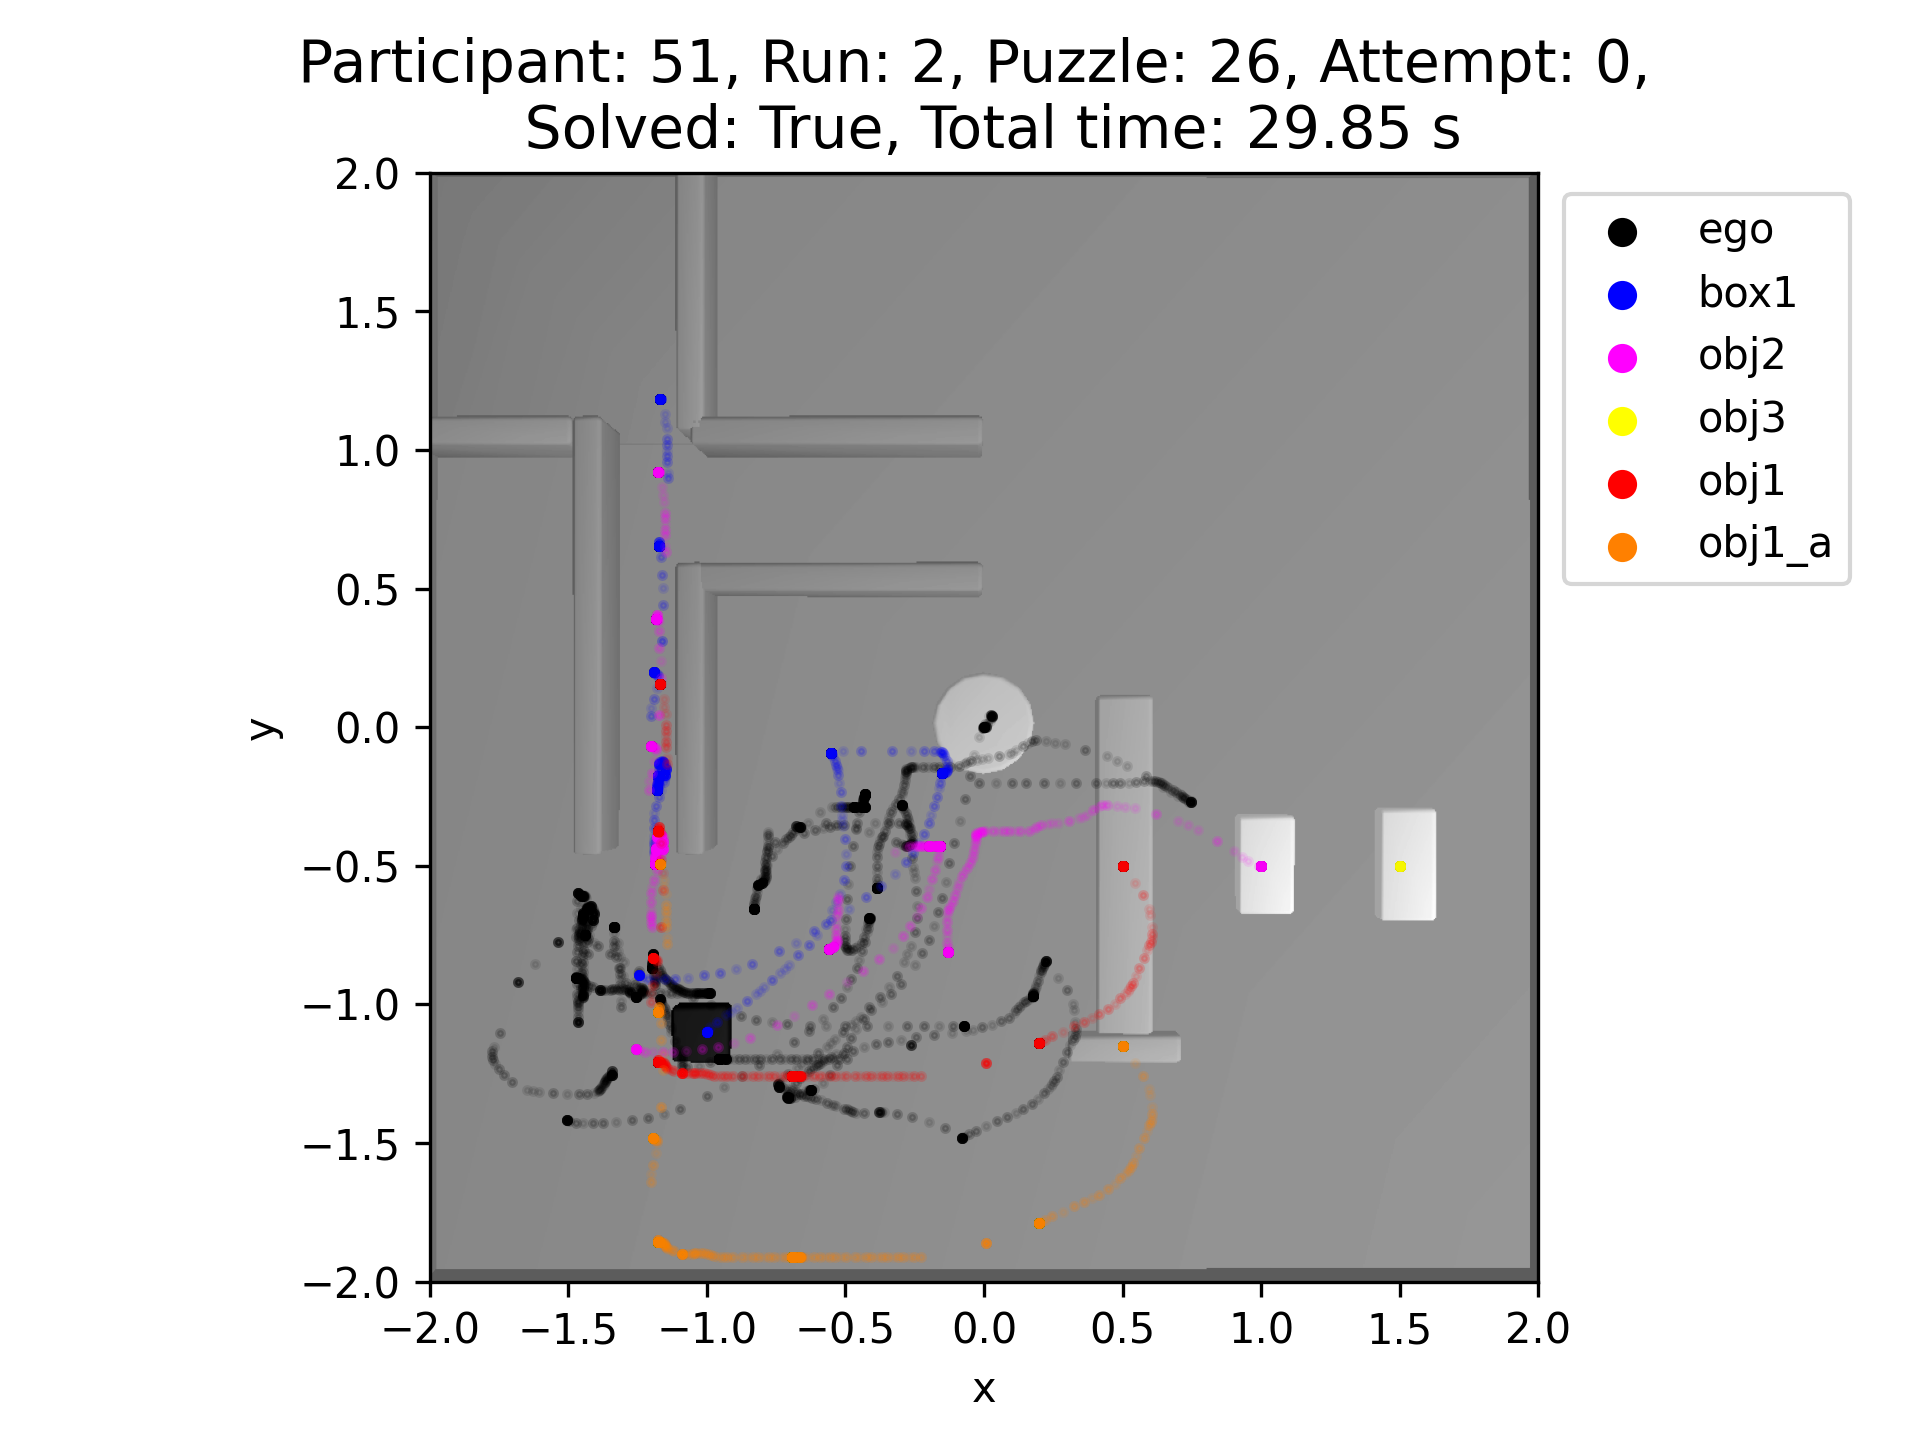 Participant: 51, Run: 2, Puzzle: 26, Attempt: 0,
Solved: True, Total time: 29.85 s
2.0
1.5
1.0
0.5
0.0
−0.5
−1.0
−1.5
−2.0
y
−2.0 −1.5 −1.0 −0.5 0.0 0.5 1.0 1.5 2.0
x
ego
box1
obj2
obj3
obj1
obj1_a